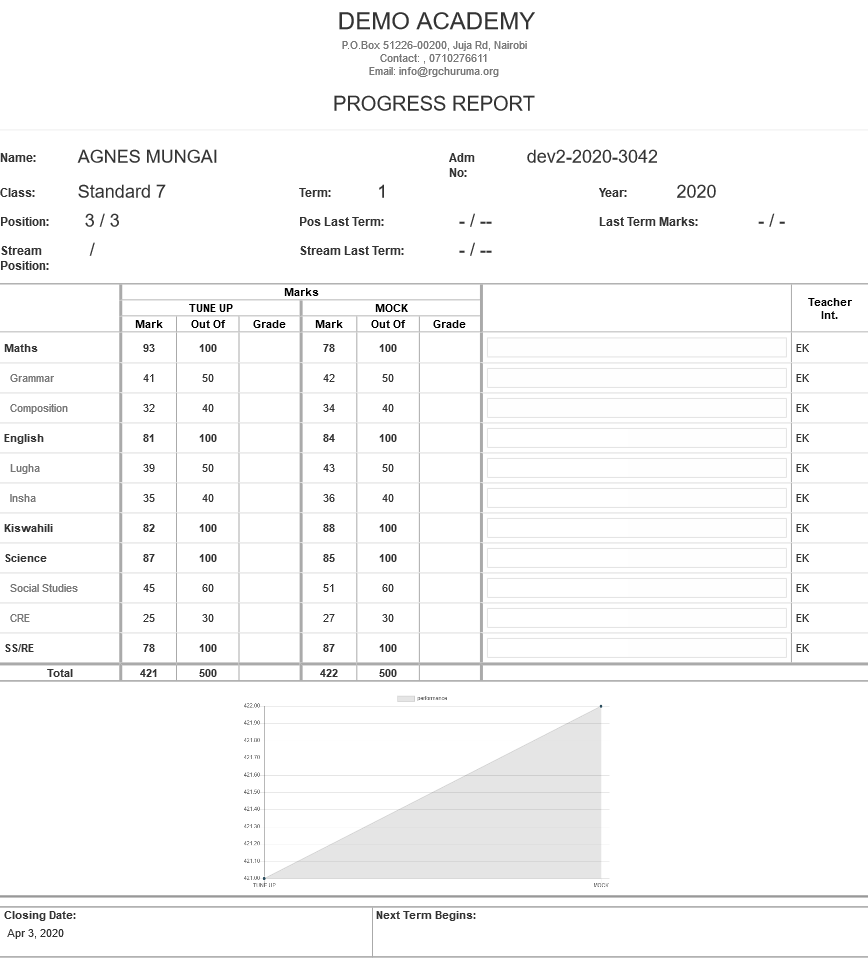 DEMO ACADEMY
P.O.Box 51226-00200, Juja Rd, Nairobi
Contact: , 0710276611
Email: info@rgchuruma.org
PROGRESS REPORT
Name: AGNES MUNGAI Adm No: dev2-2020-3042
Class: Standard 7 Term: 1 Year: 2020
Position: 3 / 3 Pos Last Term: - / -- Last Term Marks: - / -
Stream Position: / Stream Last Term: - / --
Marks
TUNE UP MOCK Teacher Int.
Mark Out Of Grade Mark Out Of Grade
Maths 93 100 78 100 EK
Grammar 41 50 42 50 EK
Composition 32 40 34 40 EK
English 81 100 84 100 EK
Lugha 39 50 43 50 EK
Insha 35 40 36 40 EK
Kiswahili 82 100 88 100 EK
Science 87 100 85 100 EK
Social Studies 45 60 51 60 EK
CRE 25 30 27 30 EK
SS/RE 78 100 87 100 EK
Total 421 500 422 500
performance
422.00
421.90
421.80
421.70
421.60
421.50
421.40
421.30
421.20
421.10
421.00
TUNE UP MOCK
Closing Date: Next Term Begins:
Apr 3, 2020